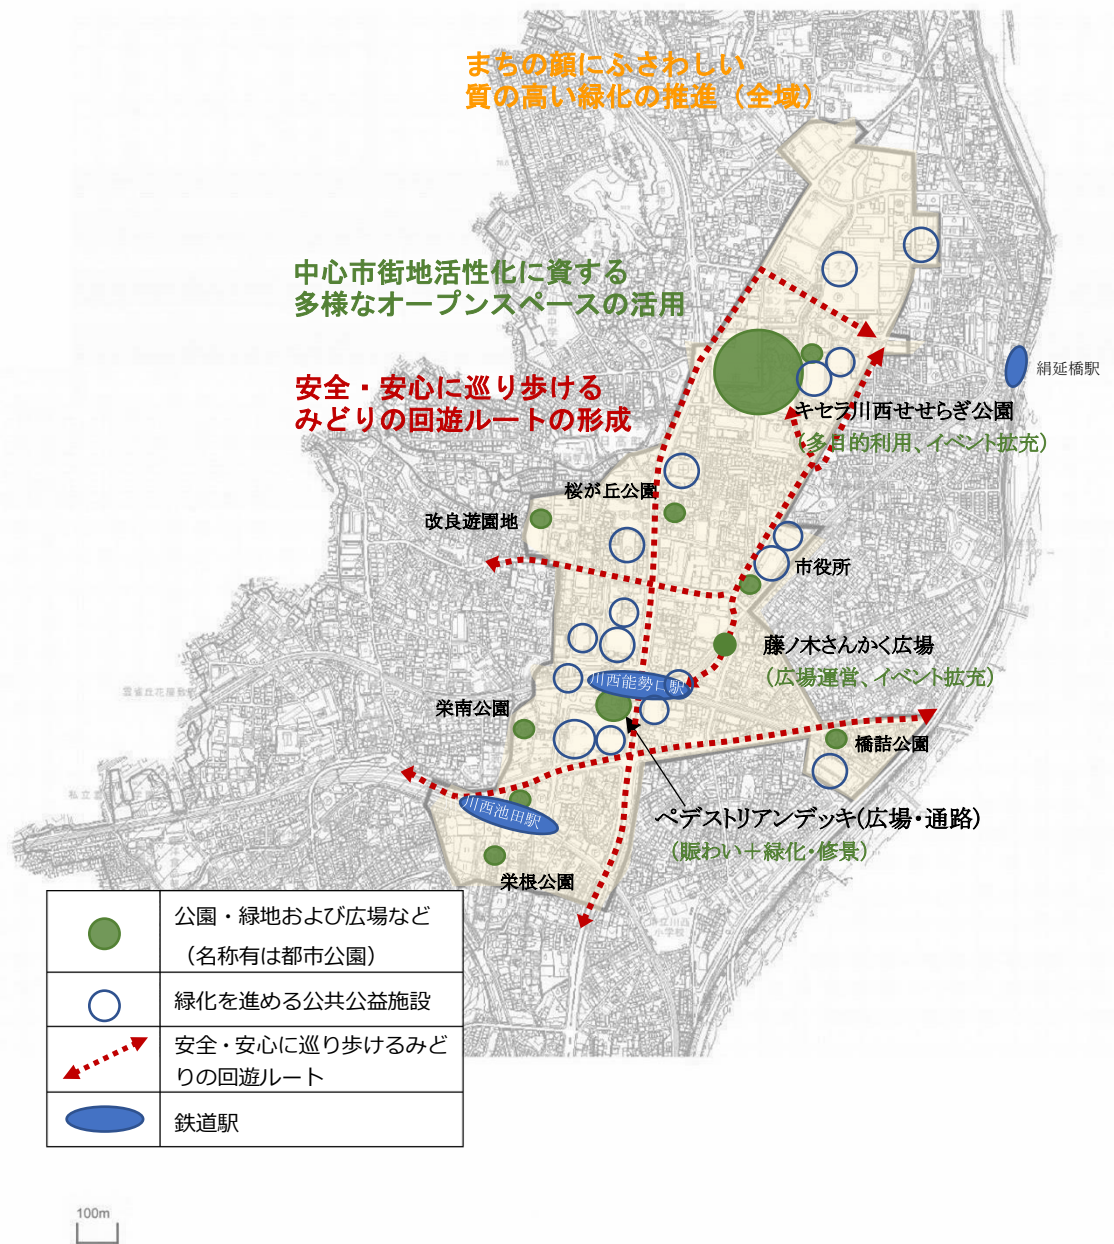 まちの顔にふさわしい
質の高い緑化の推進（全域）
中心市街地活性化に資する
多様なオープンスペースの活用
安全・安心に巡り歩ける
みどりの回遊ルートの形成
絹延橋駅
キセラ川西せせらぎ公園
(多目的利用、イベント拡充)
桜が丘公園
改良遊園地
市役所
藤ノ木さんかく広場
(広場運営、イベント拡充)
川西能勢口駅
栄南公園
橋詰公園
川西池田駅
ペデストリアンデッキ(広場・通路)
(賑わい＋緑化・修景)
栄根公園
小学校
公園・緑地および広場など
（名称有は都市公園）
緑化を進める公共公益施設
安全・安心に巡り歩けるみど
りの回遊ルート
鉄道駅
100m